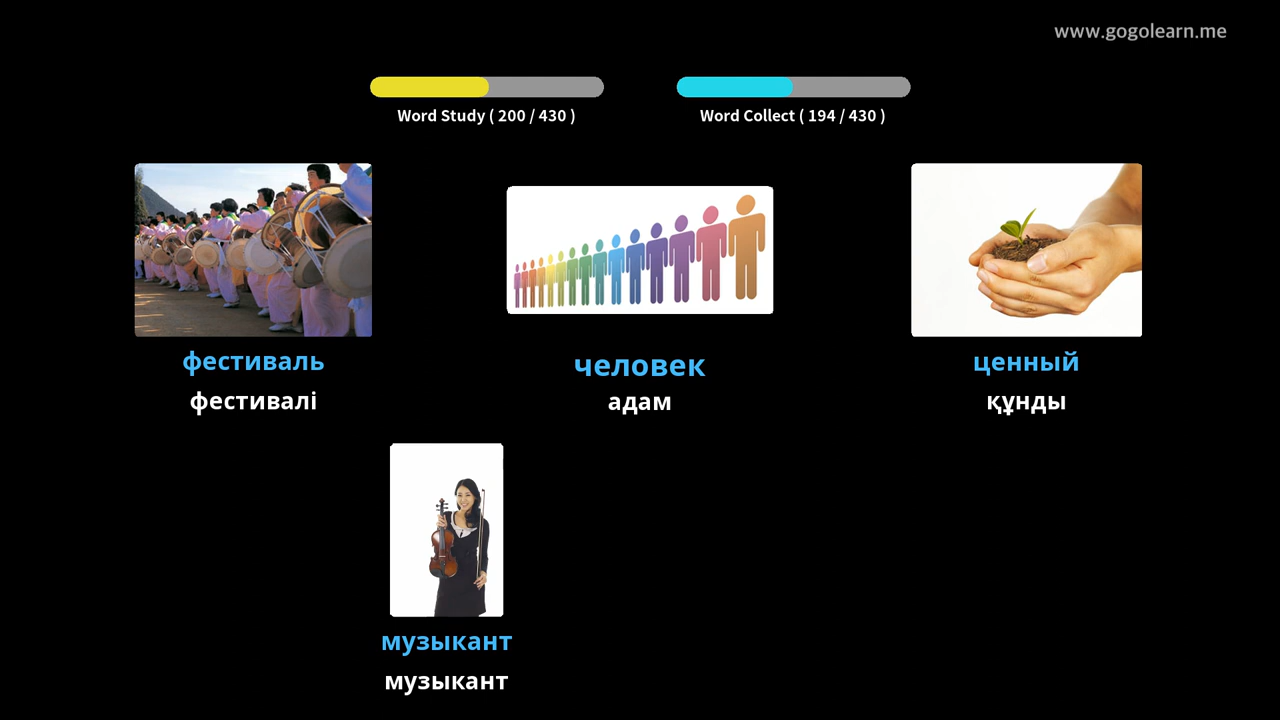 www.gogolearn.me
Word Study ( 200 / 430 )
Word Collect ( 194 / 430 )
фестиваль
фестивалі
человек
адам
ценный
құнды
музыкант
музыкант